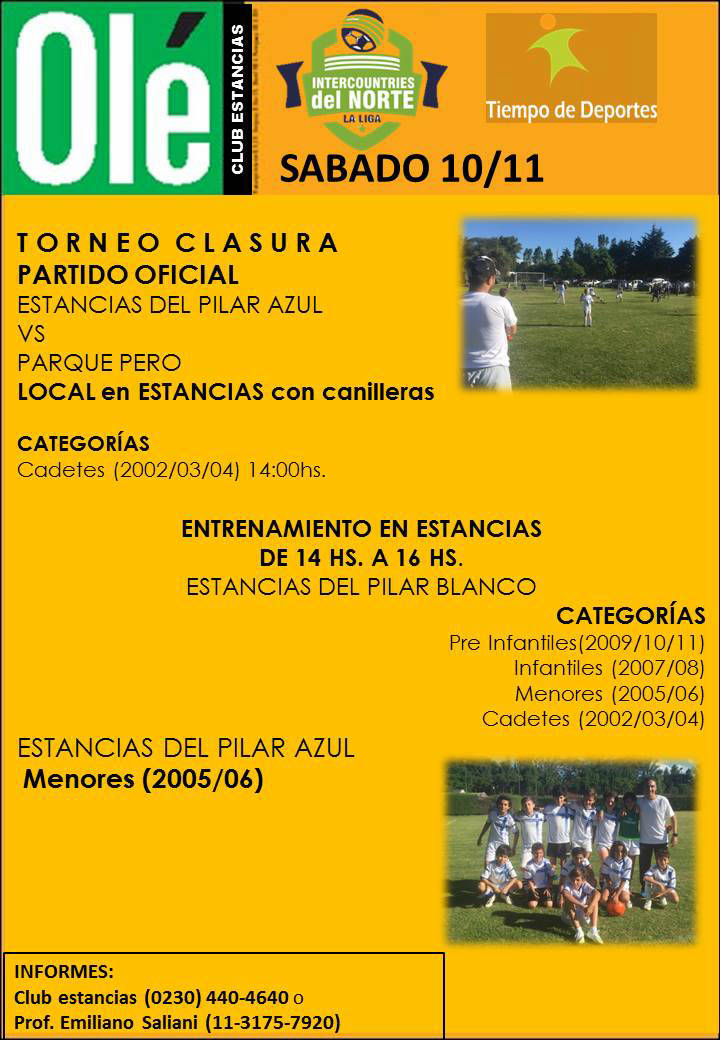 Olé
CLUB ESTANCIAS
INTERCOUNTRIES
del NORTE
LA LIGA
Tiempo de Deportes
SABADO 10/11
T O R N E O C L A S U R A
PARTIDO OFICIAL
ESTANCIAS DEL PILAR AZUL
VS
PARQUE PERO
LOCAL en ESTANCIAS con canilleras
CATEGORÍAS
Cadetes (2002/03/04) 14:00hs.
ENTRENAMIENTO EN ESTANCIAS
DE 14 HS. A 16 HS.
ESTANCIAS DEL PILAR BLANCO
CATEGORÍAS
Pre Infantiles(2009/10/11)
Infantiles (2007/08)
Menores (2005/06)
Cadetes (2002/03/04)
ESTANCIAS DEL PILAR AZUL
Menores (2005/06)
INFORMES:
Club estancias (0230) 440-4640 o
Prof. Emiliano Saliani (11-3175-7920)